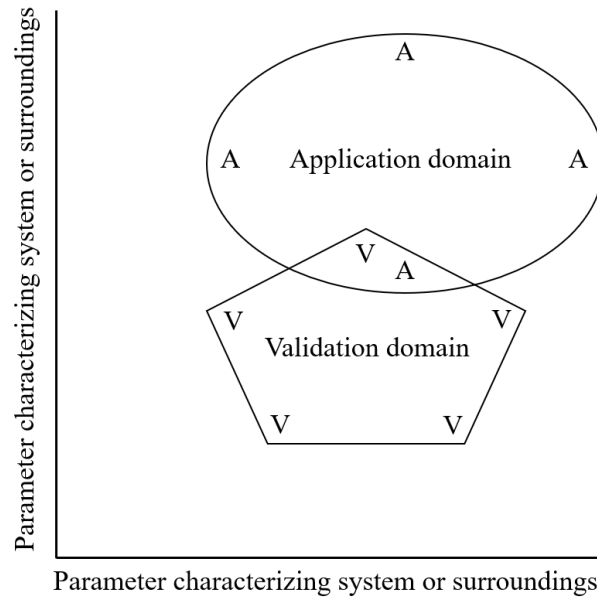 Parameter characterizing system or surroundings
A
A
Application domain
A
V
A
V
V
Validation domain
V
V
Parameter characterizing system or surroundings